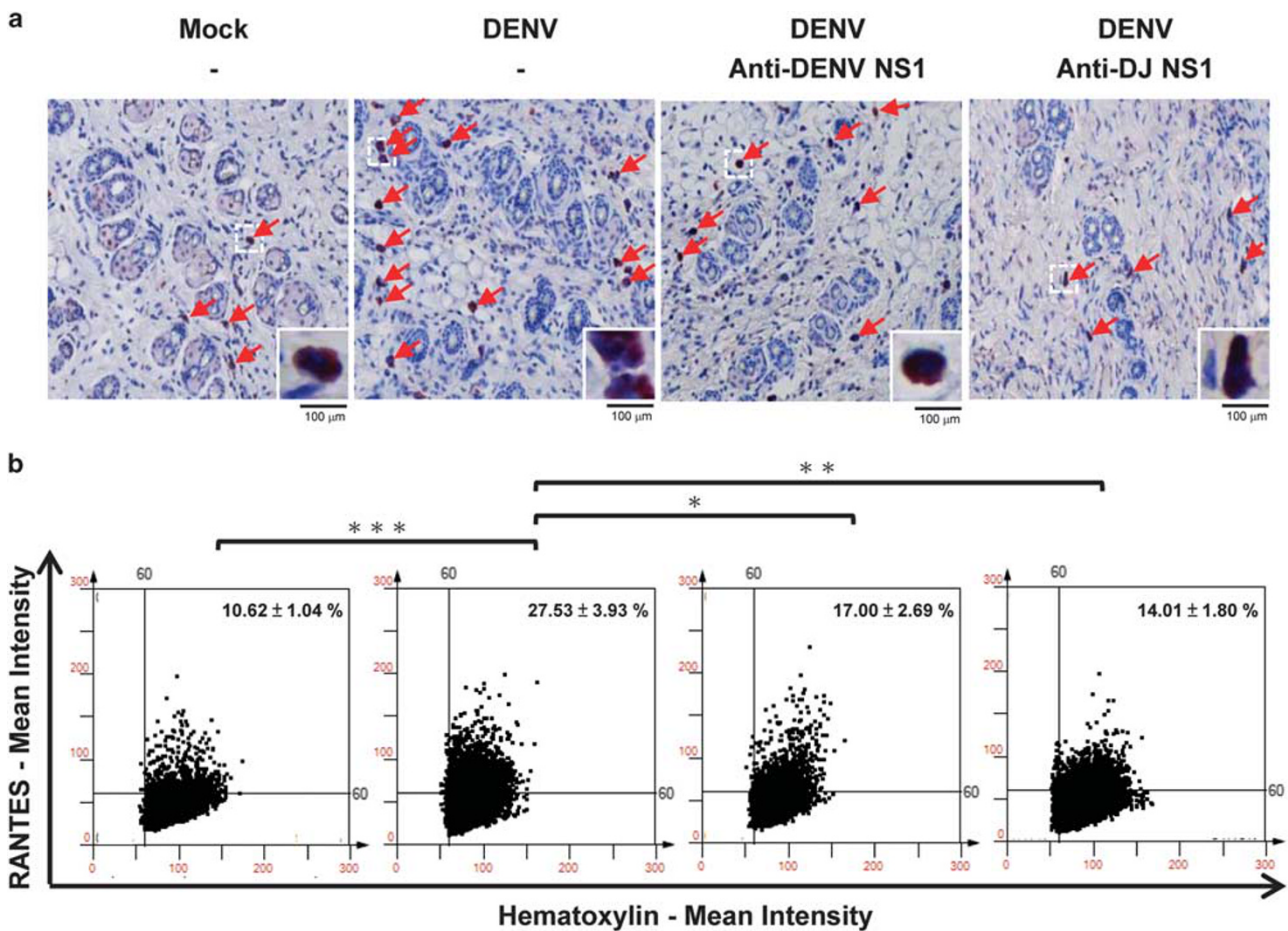 a
Mock DENV DENV DENV
- - Anti-DENV NS1 Anti-DJ NS1
100 µm 100 µm 100 µm 100 µm
b
* * *
* *
*
RANTES - Mean Intensity
60 60 60 60
300 300 300 300
10.62 ± 1.04 % 27.53 ± 3.93 % 17.00 ± 2.69 % 14.01 ± 1.80 %
200 200 200 200
100 100 100 100
60 60 60 60
0 0 0 0
0 100 200 300 0 100 200 300 0 100 200 300 0 100 200 300
Hematoxylin - Mean Intensity